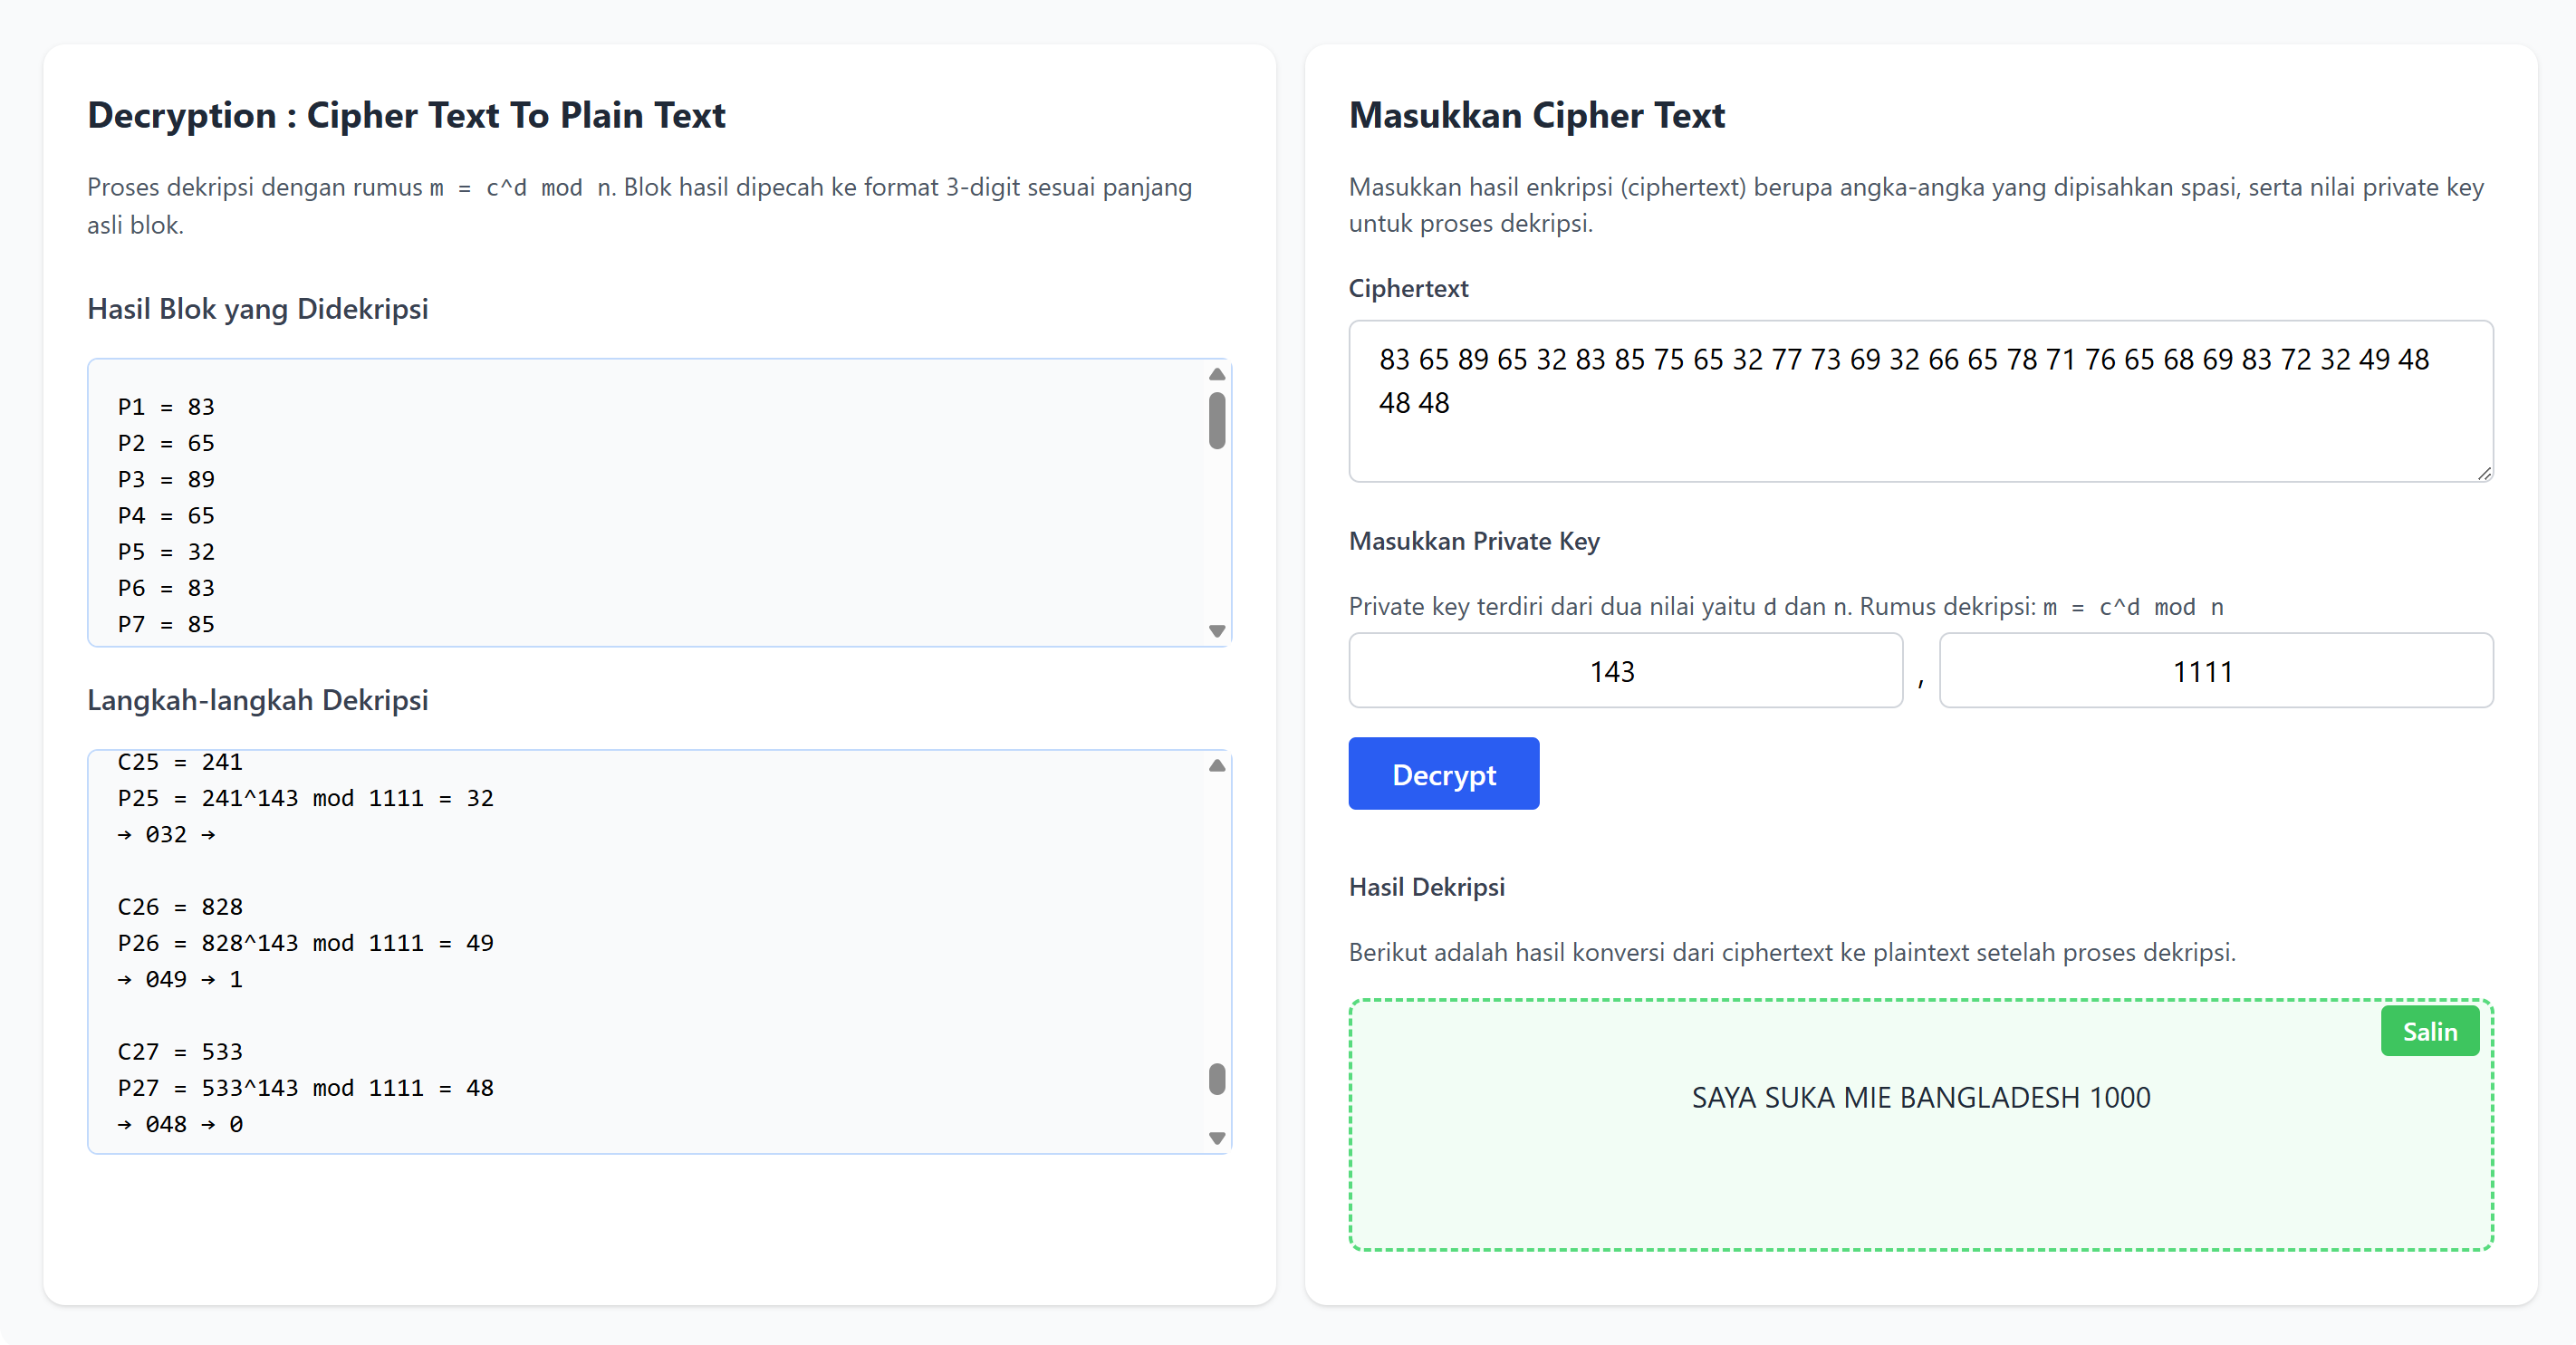 Decryption : Cipher Text To Plain Text
Proses dekripsi dengan rumus m = c^d mod n. Blok hasil dipecah ke format 3-digit sesuai panjang
asli blok.
Hasil Blok yang Didekripsi
P1 = 83
P2 = 65
P3 = 89
P4 = 65
P5 = 32
P6 = 83
P7 = 85
Langkah-langkah Dekripsi
C25 = 241
P25 = 241^143 mod 1111 = 32
→ 032 →
C26 = 828
P26 = 828^143 mod 1111 = 49
→ 049 → 1
C27 = 533
P27 = 533^143 mod 1111 = 48
→ 048 → 0
Masukkan Cipher Text
Masukkan hasil enkripsi (ciphertext) berupa angka-angka yang dipisahkan spasi, serta nilai private key
untuk proses dekripsi.
Ciphertext
83 65 89 65 32 83 85 75 65 32 77 73 69 32 66 65 78 71 76 65 68 69 83 72 32 49 48
48 48
Masukkan Private Key
Private key terdiri dari dua nilai yaitu d dan n. Rumus dekripsi: m = c^d mod n
143 , 1111
Decrypt
Hasil Dekripsi
Berikut adalah hasil konversi dari ciphertext ke plaintext setelah proses dekripsi.
Salin
SAYA SUKA MIE BANGLADESH 1000